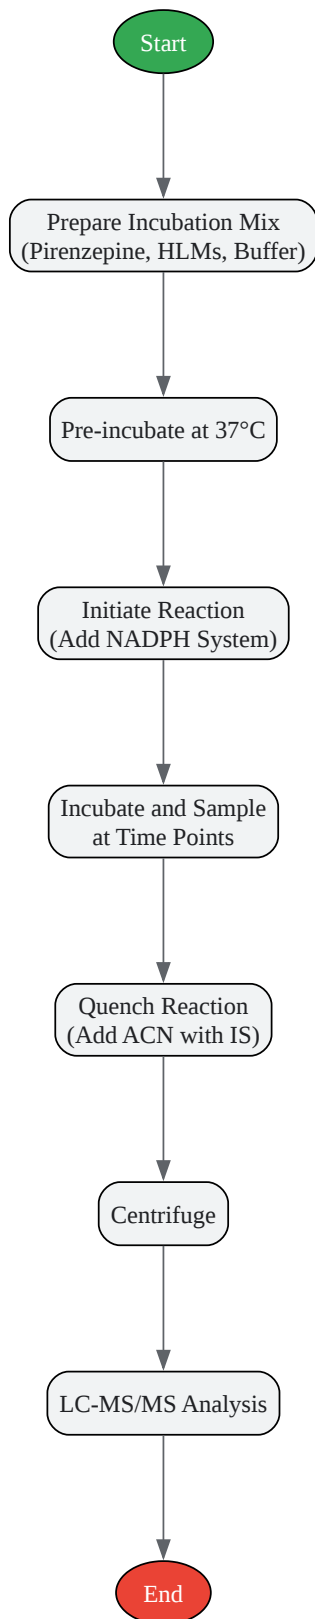 Start
Prepare Incubation Mix
(Pirenzepine, HLMs, Buffer)
Pre-incubate at 37°C
Initiate Reaction
(Add NADPH System)
Incubate and Sample
at Time Points
Quench Reaction
(Add ACN with IS)
Centrifuge
LC-MS/MS Analysis
End